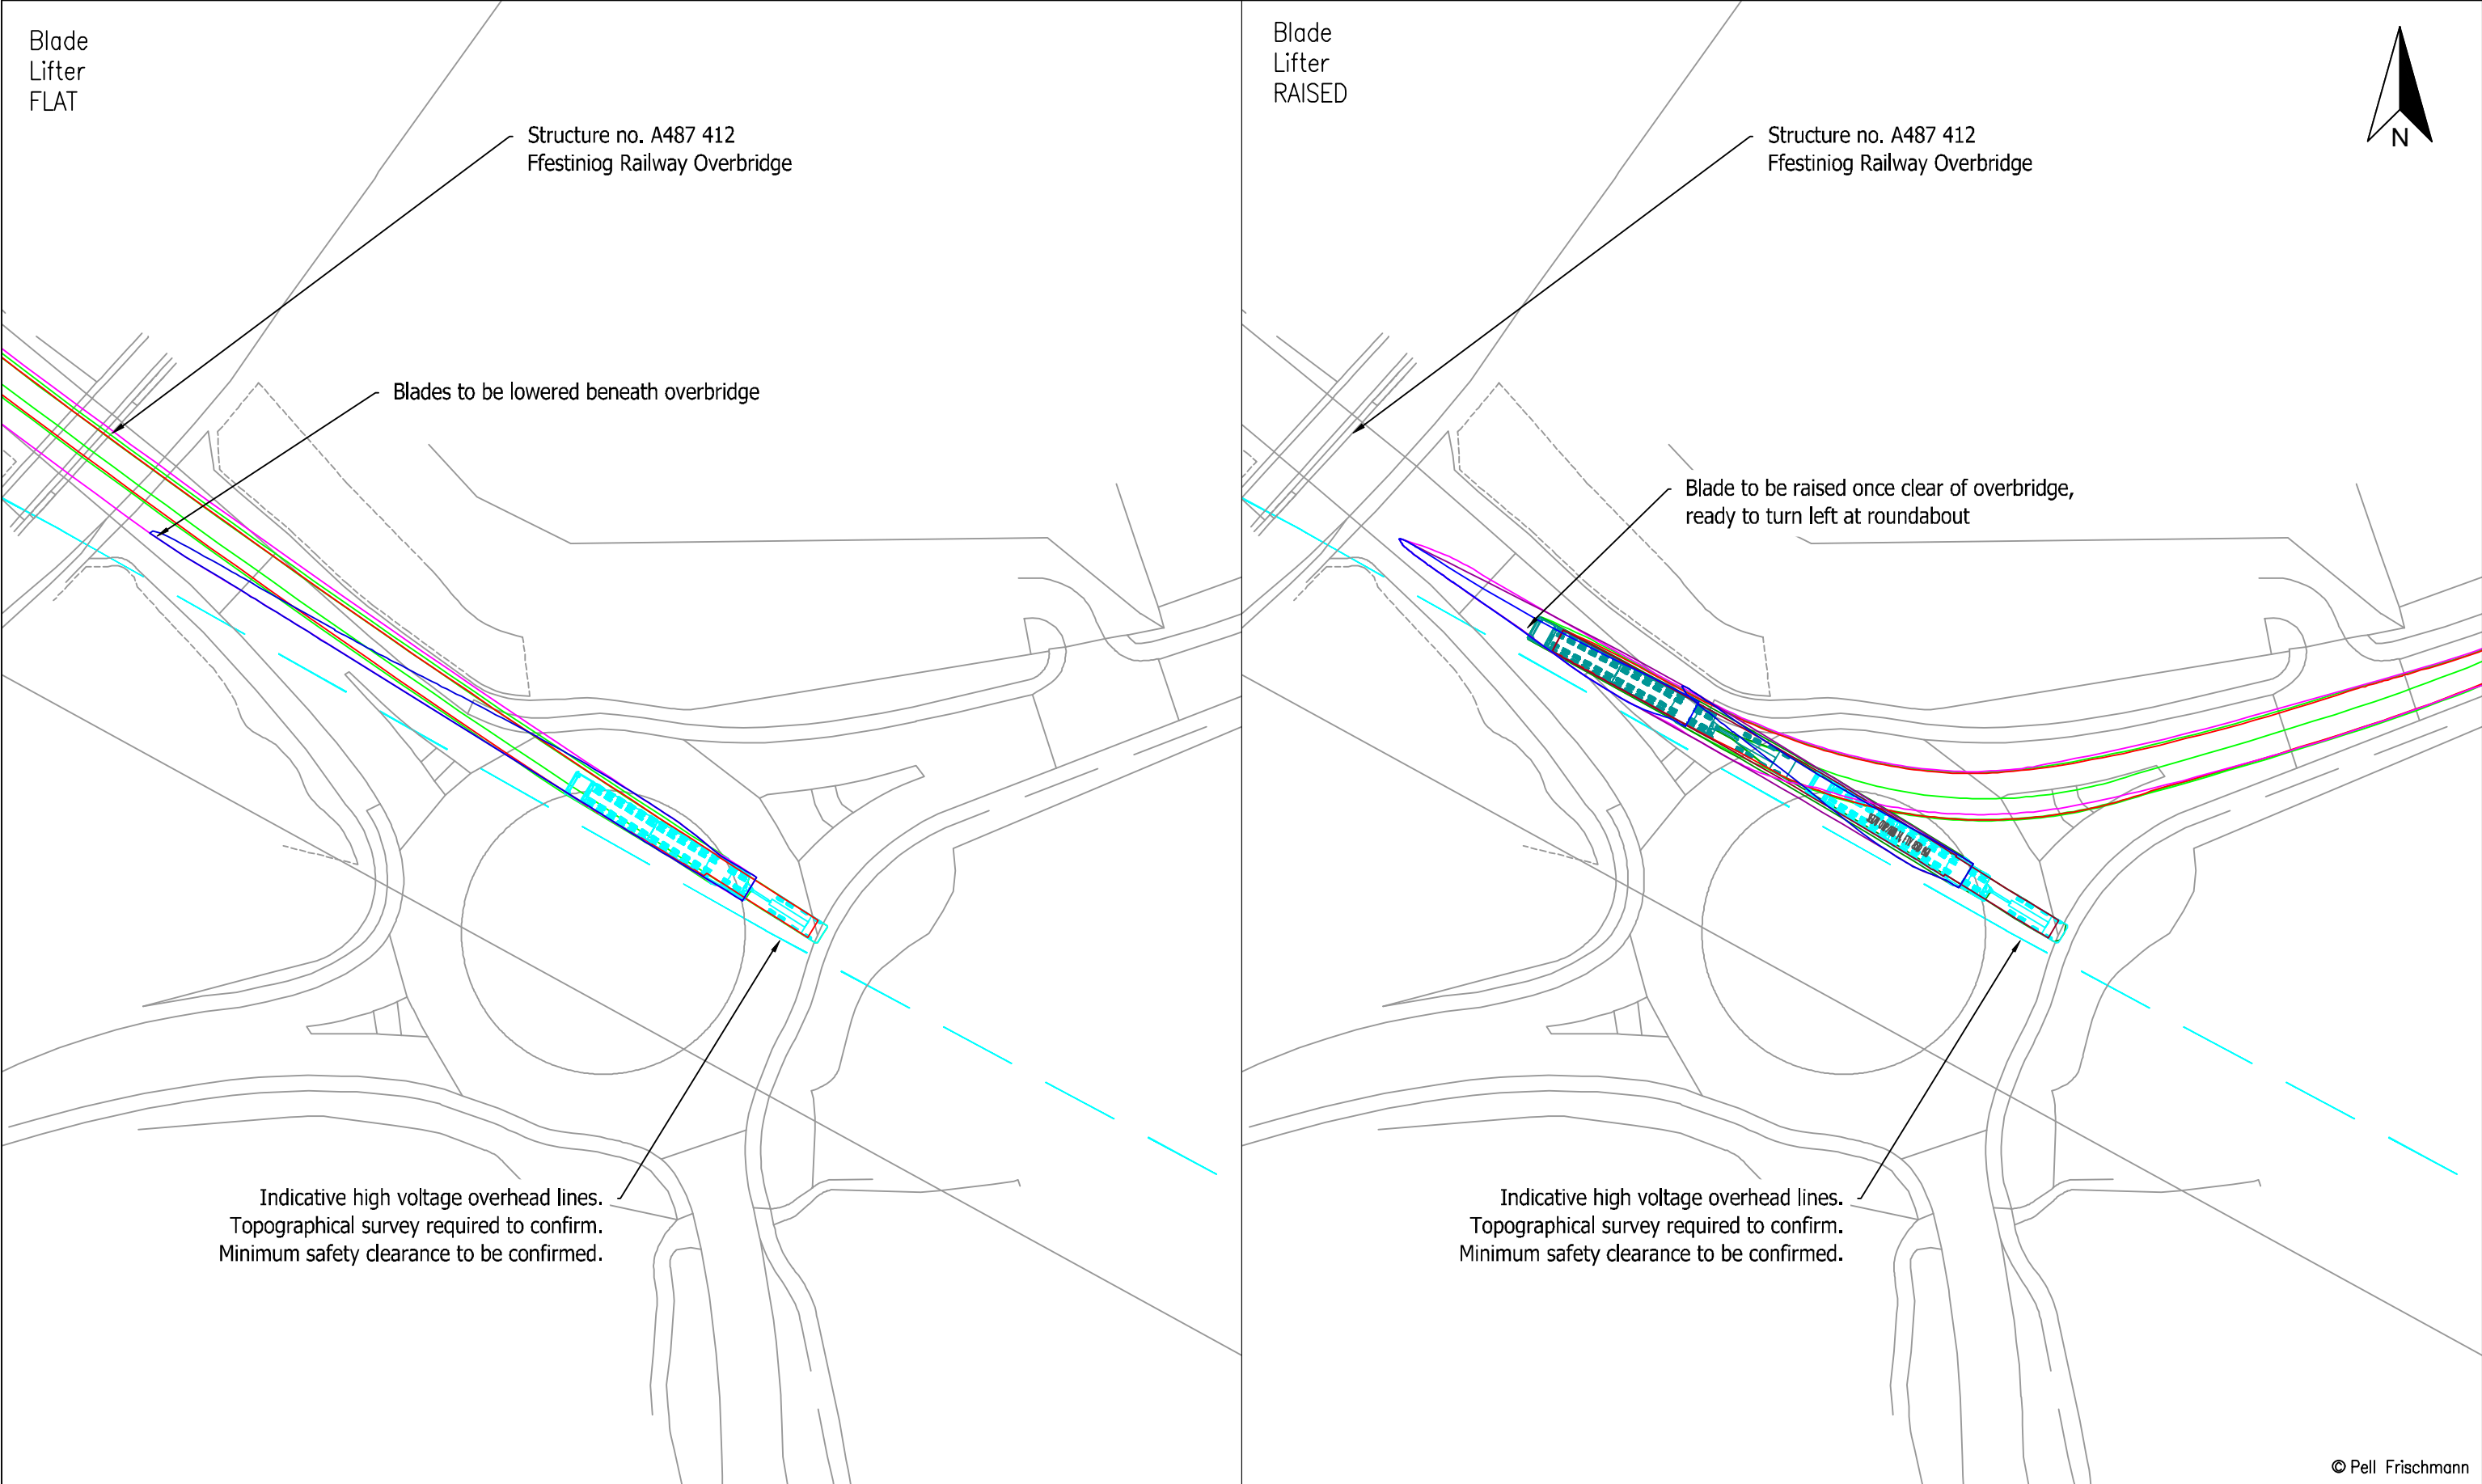 Blade
Lifter
FLAT
Structure no. A487 412
Ffestiniog Railway Overbridge
Blades to be lowered beneath overbridge
Indicative high voltage overhead lines.
Topographical survey required to confirm.
Minimum safety clearance to be confirmed.
Blade
Lifter
RAISED
Structure no. A487 412
Ffestiniog Railway Overbridge
N
Blade to be raised once clear of overbridge,
ready to turn left at roundabout
Indicative high voltage overhead lines.
Topographical survey required to confirm.
Minimum safety clearance to be confirmed.
© Pell Frischmann